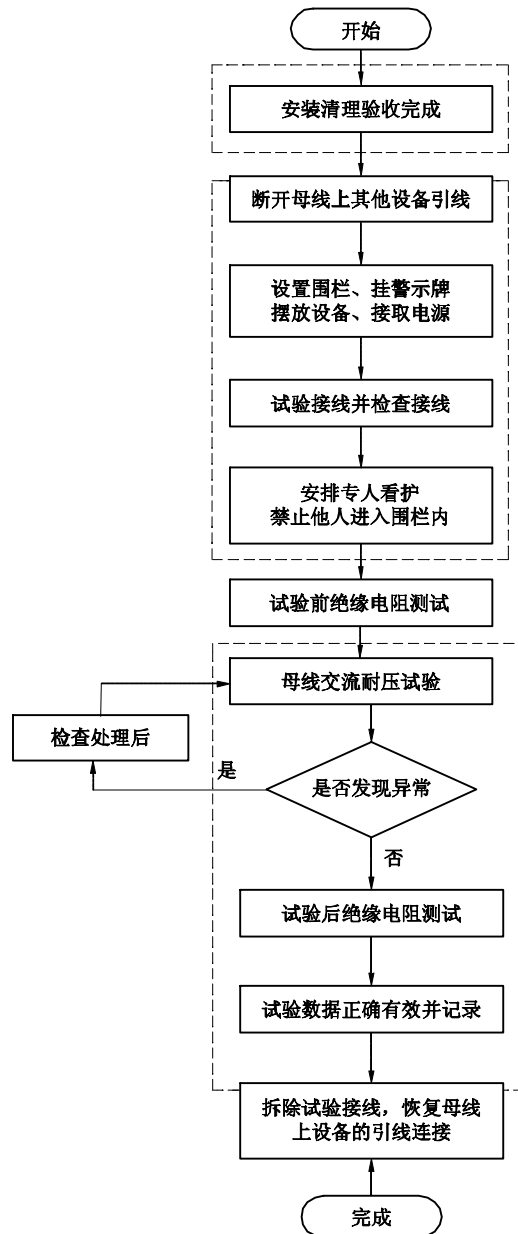 开始
安装清理验收完成
断开母线上其他设备引线
设置围栏、挂警示牌
摆放设备、接取电源
试验接线并检查接线
安排专人看护
禁止他人进入围栏内
试验前绝缘电阻测试
母线交流耐压试验
检查处理后
是
是否发现异常
否
试验后绝缘电阻测试
试验数据正确有效并记录
拆除试验接线，恢复母线
上设备的引线连接
完成